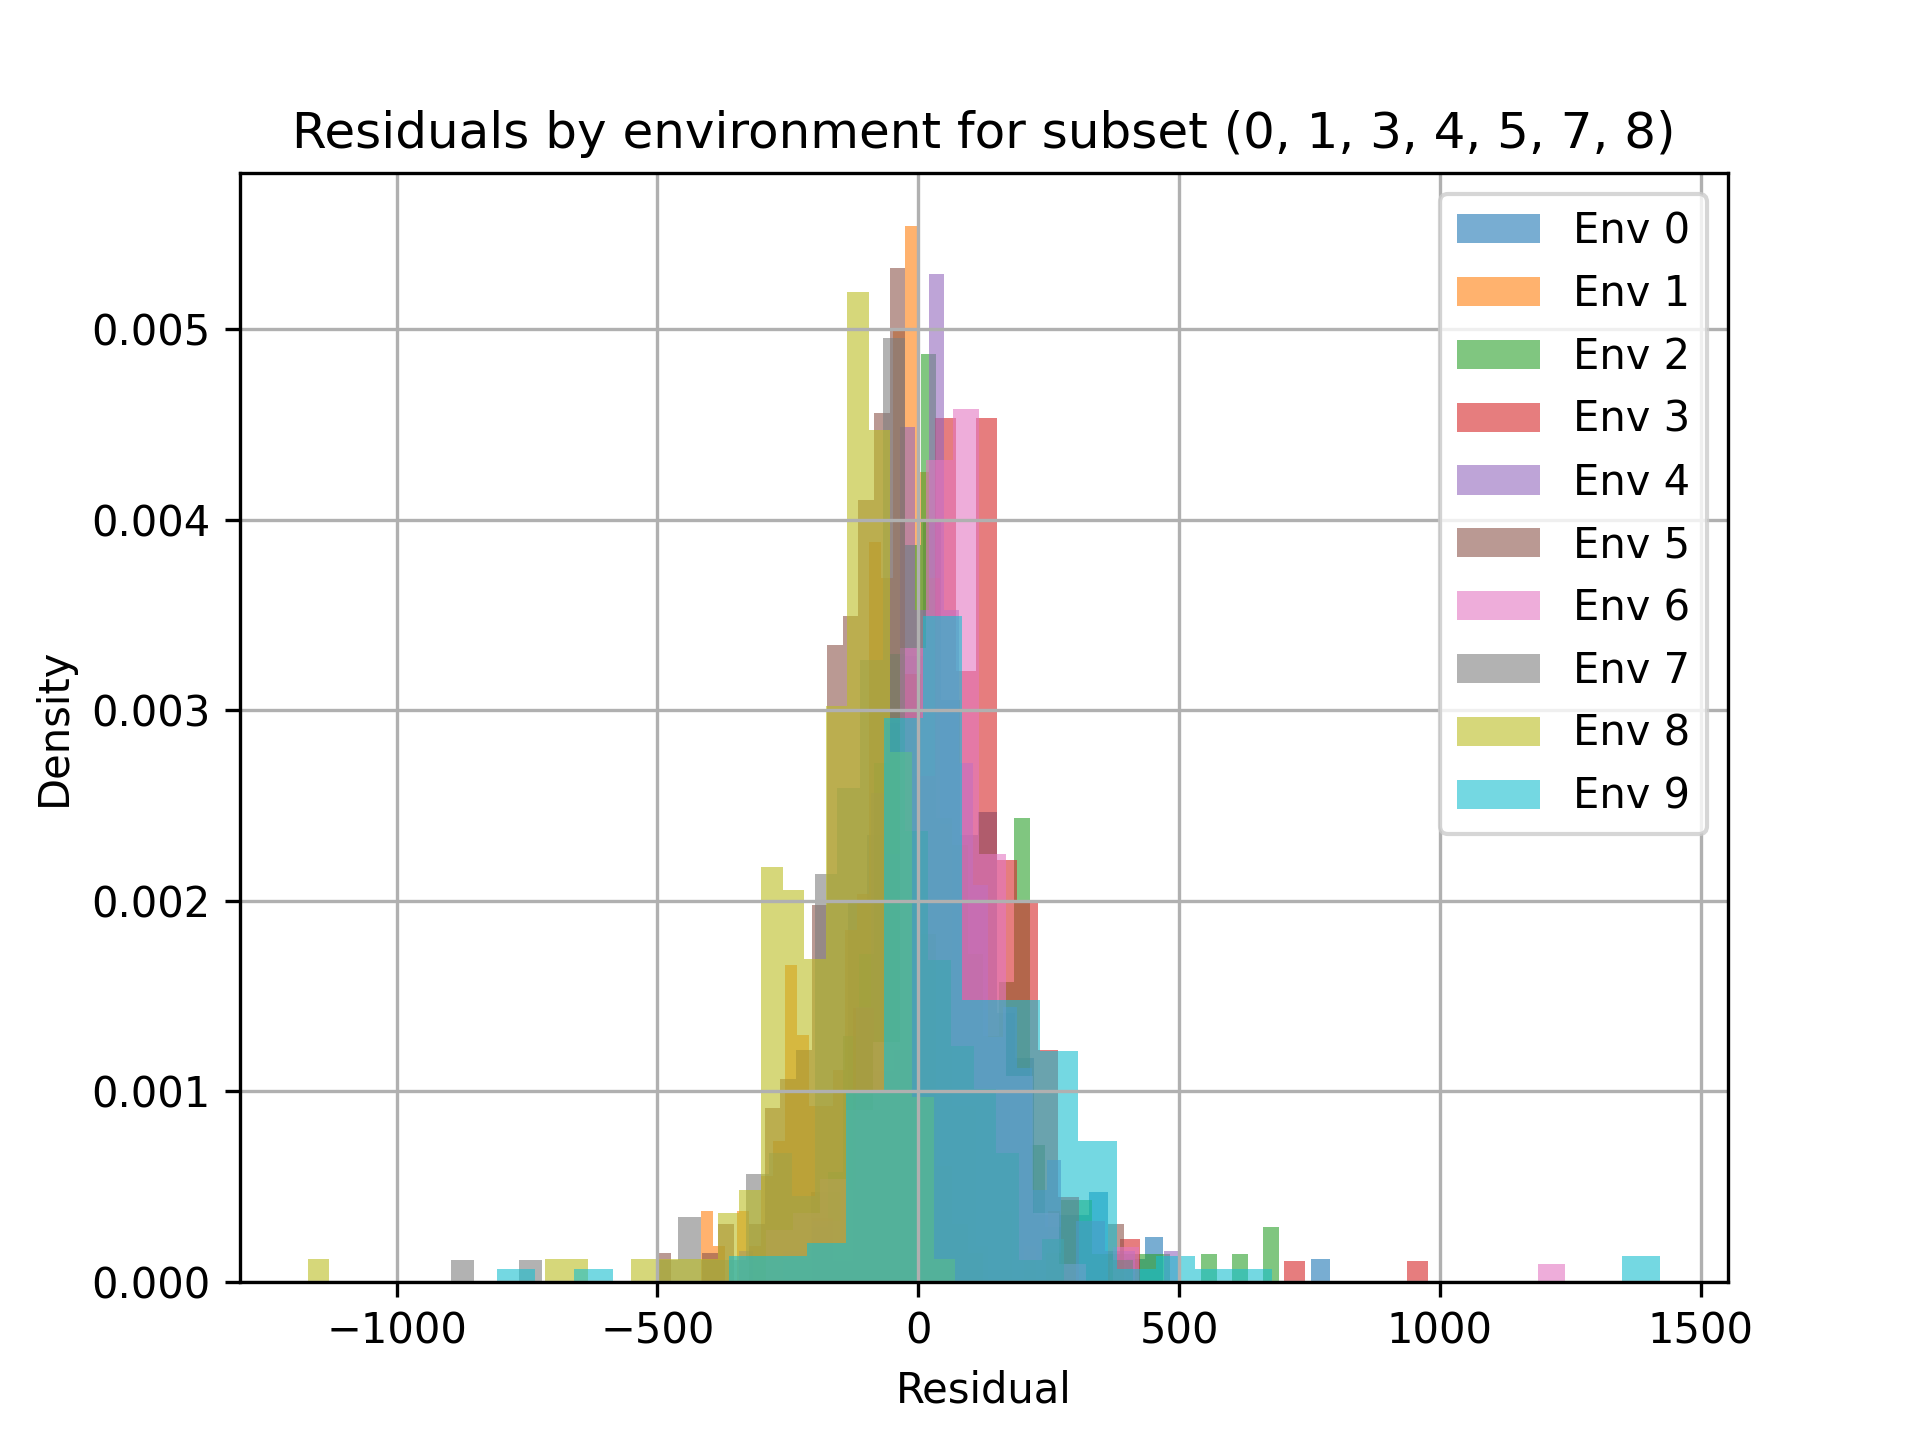 Residuals by environment for subset (0, 1, 3, 4, 5, 7, 8)
Env 0
Env 1
Env 2
Env 3
Env 4
Env 5
Env 6
Env 7
Env 8
Env 9
Density
0.005
0.004
0.003
0.002
0.001
0.000
−1000 −500 0 500 1000 1500
Residual